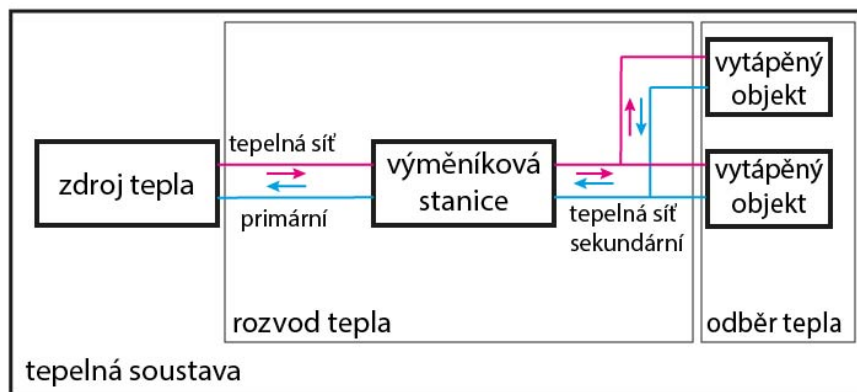 vytápěný
objekt
tepelná síť
zdroj tepla
primární
výměníková
stanice
tepelná síť
sekundární
vytápěný
objekt
rozvod tepla
odběr tepla
tepelná soustava